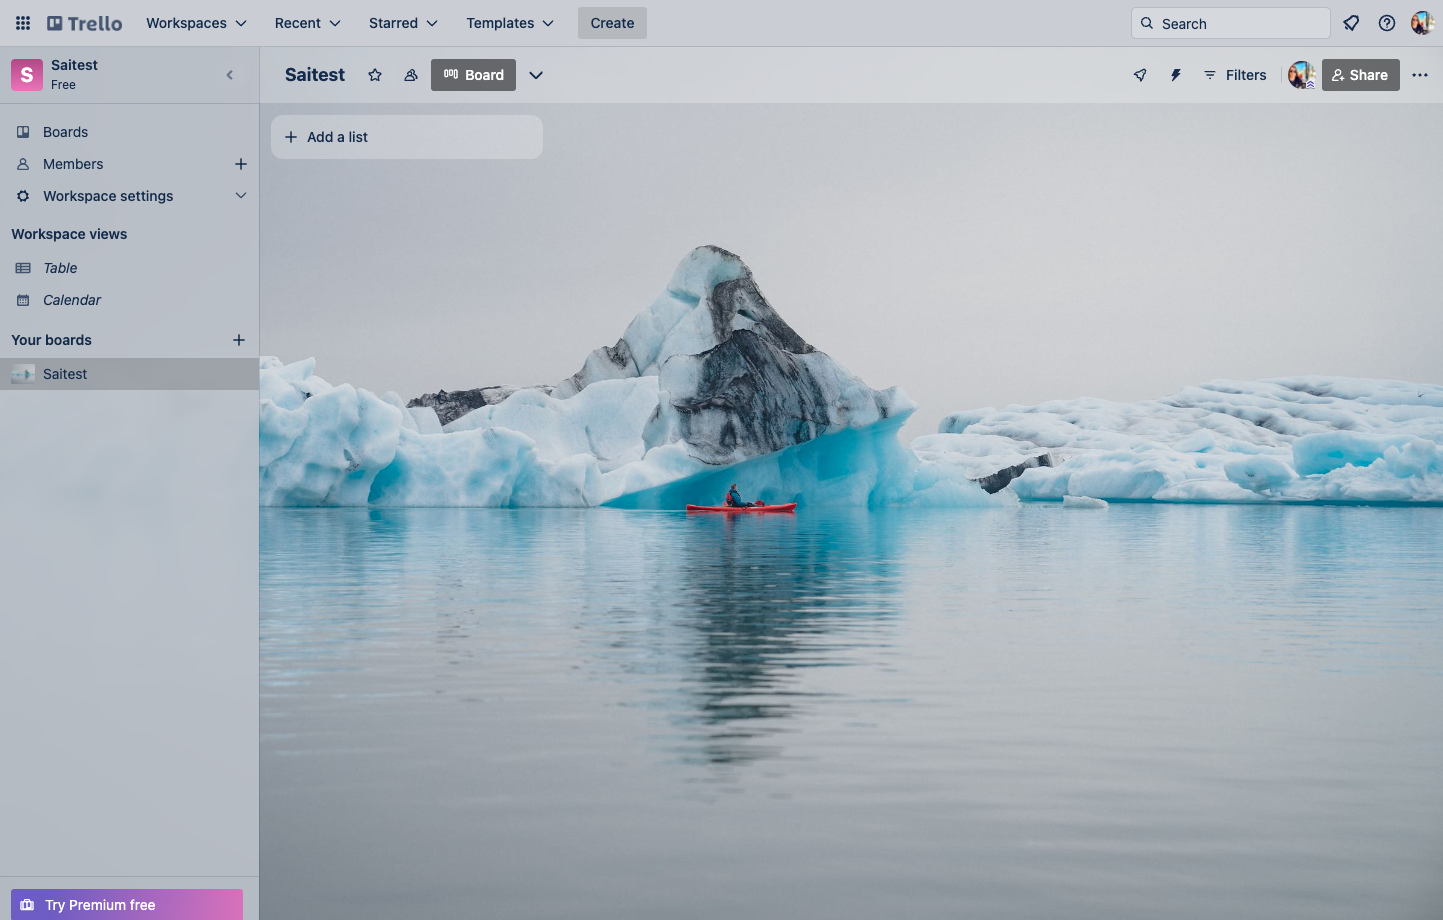 Trello
Workspaces
Recent
Starred
Templates
Create
Search
S
Saitest
Free
Saitest
Board
Filters
Share
Boards
Members
Workspace settings
Workspace views
Table
Calendar
Your boards
Saitest
Add a list
Try Premium free